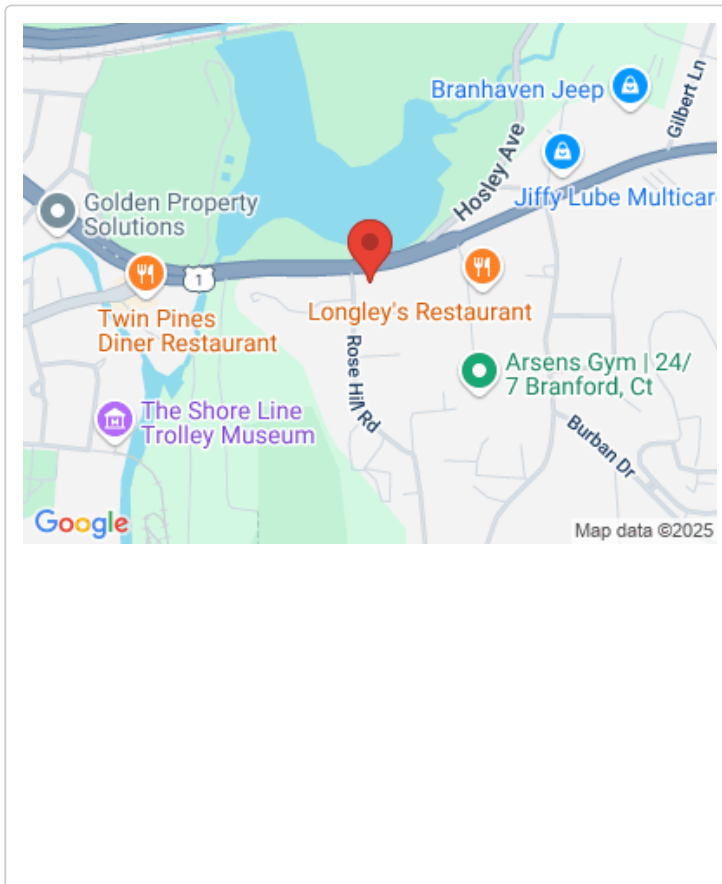 Branhaven Jeep
Gilbert Ln
Hosley Ave
Jiffy Lube Multicar
Golden Property
Solutions
1
Twin Pines
Diner Restaurant
Longley's Restaurant
Rose Hill Rd
Arsens Gym | 24/
7 Branford, Ct
The Shore Line
Trolley Museum
Burban Dr
Google
Map data ©2025